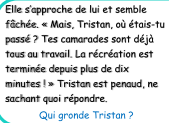 Elle s'approche de lui et semble
fâchée. « Mais, Tristan, où étais-tu
passé ? Tes camarades sont déjà
tous au travail. La récréation est
terminée depuis plus de dix
minutes ! » Tristan est penaud, ne
sachant quoi répondre.
Qui gronde Tristan ?